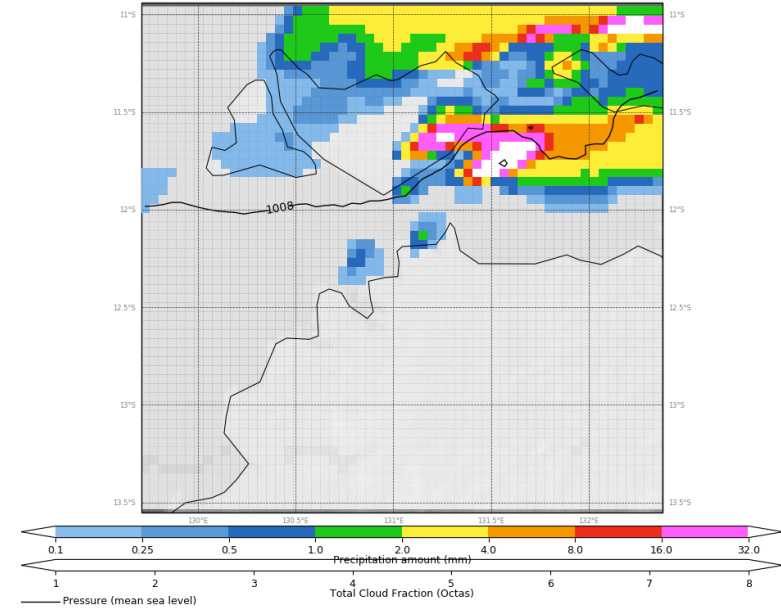 11°S 11°S
11.5°S 11.5°S
12°S 12°S
1008
12.5°S 12.5°S
13°S 13°S
13.5°S 13.5°S
130°E 130.5°E 131°E 131.5°E 132°E
0.1 0.25 0.5 1.0 2.0 4.0 8.0 16.0 32.0
Precipitation amount (mm)
1 2 3 4 5 6 7 8
Total Cloud Fraction (Octas)
Pressure (mean sea level)